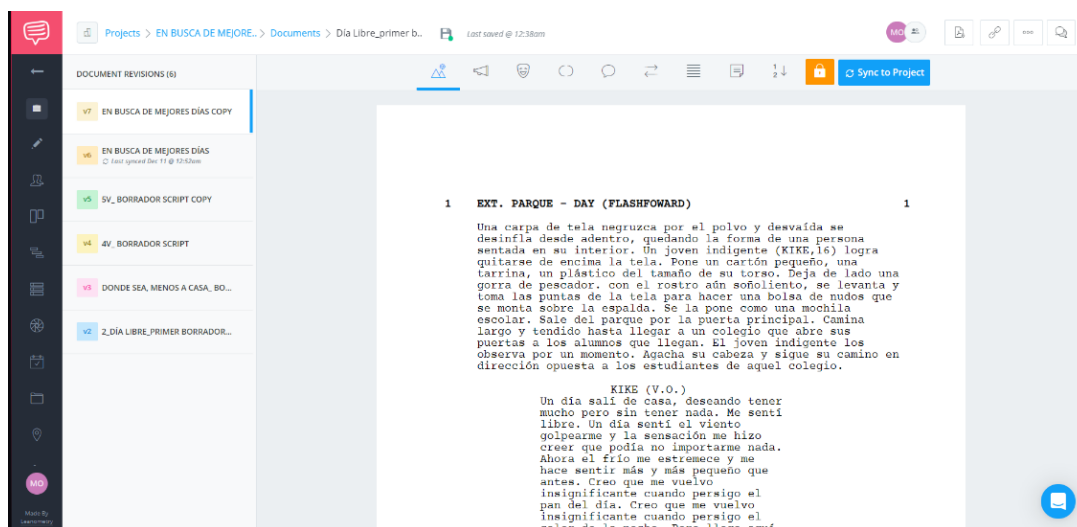 Projects > EN BUSCA DE MEJORE.. > Documents > Día Libre_primer b..
Last saved @ 12:38am
MO
DOCUMENT REVISIONS (6)
1 2
Sync to Project
v7 EN BUSCA DE MEJORES DÍAS COPY
v6 EN BUSCA DE MEJORES DÍAS
Last synced Dec 11 @ 12:52am
v5 5V_ BORRADOR SCRIPT COPY
v4 4V_ BORRADOR SCRIPT
v3 DONDE SEA, MENOS A CASA_ BO...
v2 2_DÍA LIBRE_PRIMER BORRADOR...
1 EXT. PARQUE - DAY (FLASHFOWARD) 1
Una carpa de tela negruzca por el polvo y desvaída se
desinfla desde adentro, quedando la forma de una persona
sentada en su interior. Un joven indigente (KIKE,16) logra
quitarse de encima la tela. Pone un cartón pequeño, una
tarrina, un plástico del tamaño de su torso. Deja de lado una
gorra de pescador. con el rostro aún soñoliento, se levanta y
toma las puntas de la tela para hacer una bolsa de nudos que
se monta sobre la espalda. Se la pone como una mochila
escolar. Sale del parque por la puerta principal. Camina
largo y tendido hasta llegar a un colegio que abre sus
puertas a los alumnos que llegan. El joven indigente los
observa por un momento. Agacha su cabeza y sigue su camino en
dirección opuesta a los estudiantes de aquel colegio.
KIKE (V.O.)
Un día salí de casa, deseando tener
mucho pero sin tener nada. Me sentí
libre. Un día sentí el viento
golpearme y la sensación me hizo
creer que podía no importarme nada.
Ahora el frío me estremece y me
hace sentir más y más pequeño que
antes. Creo que me vuelvo
insignificante cuando persigo el
pan del día. Creo que me vuelvo
insignificante cuando persigo el
MO
Made By